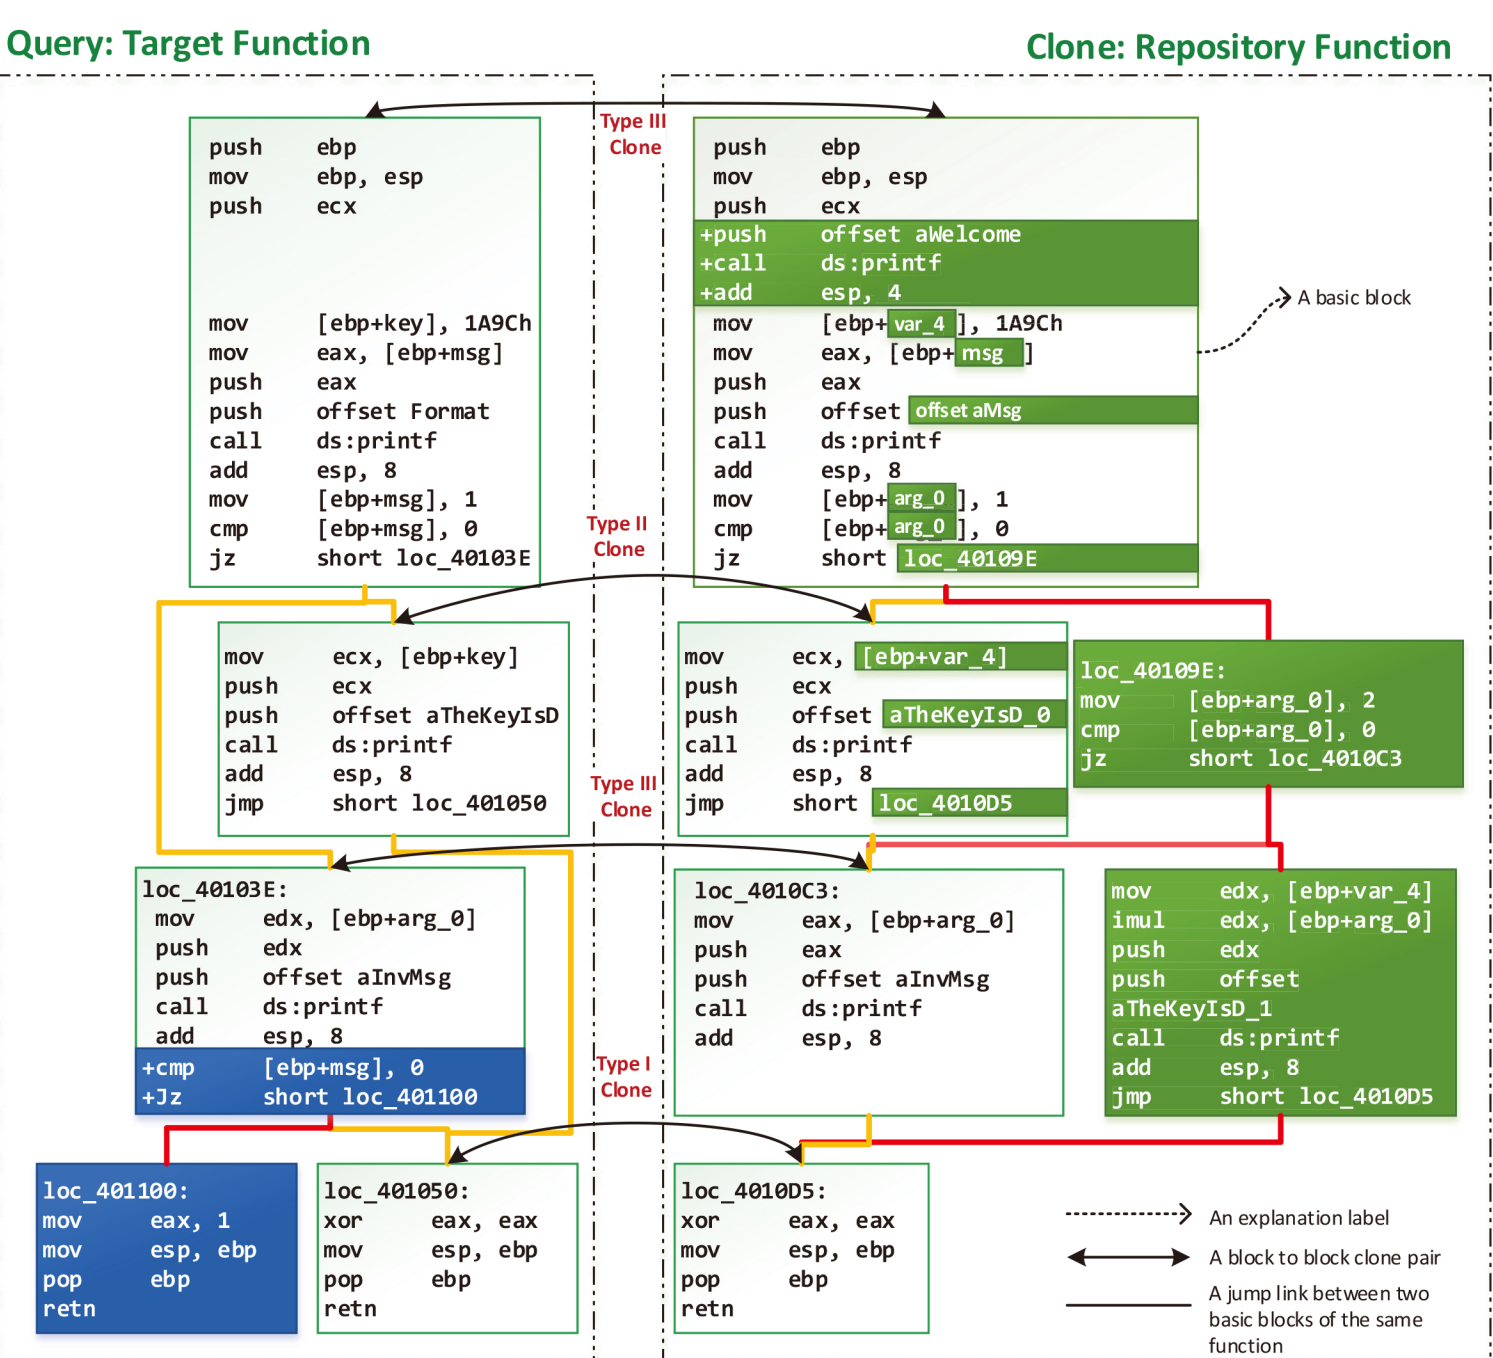 Query: Target Function
Clone: Repository Function
Type III
Clone
push ebp
mov ebp, esp
push ecx
mov [ebp+key], 1A9Ch
mov eax, [ebp+msg]
push eax
push offset Format
call ds:printf
add esp, 8
mov [ebp+msg], 1
cmp [ebp+msg], 0
jz short loc_40103E
push ebp
mov ebp, esp
push ecx
+push offset aWelcome
+call ds:printf
+add esp, 4
mov [ebp+var_4], 1A9Ch
mov eax, [ebp+msg]
push eax
push offset offset aMsg
call ds:printf
add esp, 8
mov [ebp+arg_0], 1
cmp [ebp+arg_0], 0
jz short loc_40109E
A basic block
Type II
Clone
mov ecx, [ebp+key]
push ecx
push offset aTheKeyIsD
call ds:printf
add esp, 8
jmp short loc_401050
mov ecx, [ebp+var_4]
push ecx
push offset aTheKeyIsD_0
call ds:printf
add esp, 8
jmp short loc_4010D5
loc_40109E:
mov [ebp+arg_0], 2
cmp [ebp+arg_0], 0
jz short loc_4010C3
Type III
Clone
loc_40103E:
mov edx, [ebp+arg_0]
push edx
push offset aInvMsg
call ds:printf
add esp, 8
+cmp [ebp+msg], 0
+Jz short loc_401100
loc_4010C3:
mov eax, [ebp+arg_0]
push eax
push offset aInvMsg
call ds:printf
add esp, 8
mov edx, [ebp+var_4]
imul edx, [ebp+arg_0]
push edx
push offset
aTheKeyIsD_1
call ds:printf
add esp, 8
jmp short loc_4010D5
Type I
Clone
loc_401100:
mov eax, 1
mov esp, ebp
pop ebp
retn
loc_401050:
xor eax, eax
mov esp, ebp
pop ebp
retn
loc_4010D5:
xor eax, eax
mov esp, ebp
pop ebp
retn
An explanation label
A block to block clone pair
A jump link between two
basic blocks of the same
function